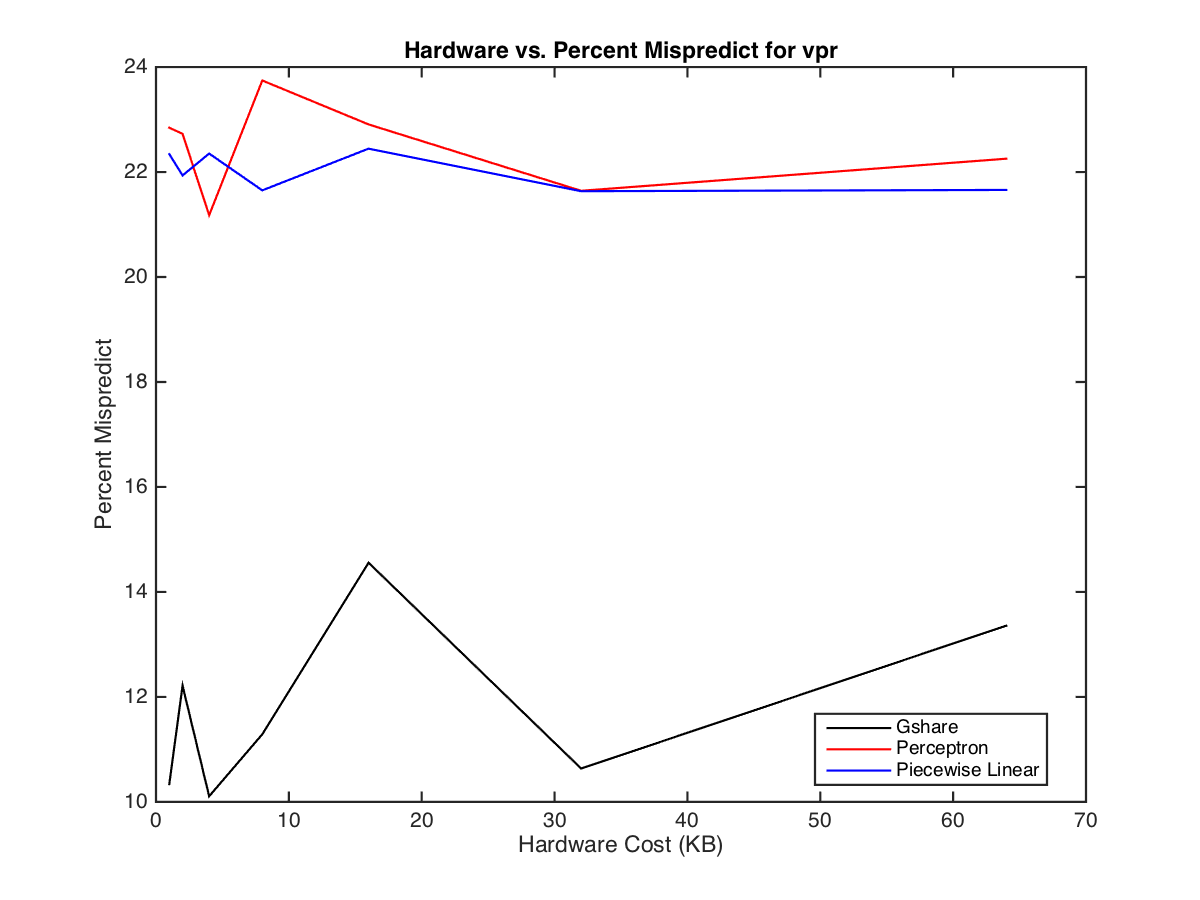 Hardware vs. Percent Mispredict for vpr
24
22
20
18
16
14
12
10
Percent Mispredict
0 10 20 30 40 50 60 70
Hardware Cost (KB)
Gshare
Perceptron
Piecewise Linear